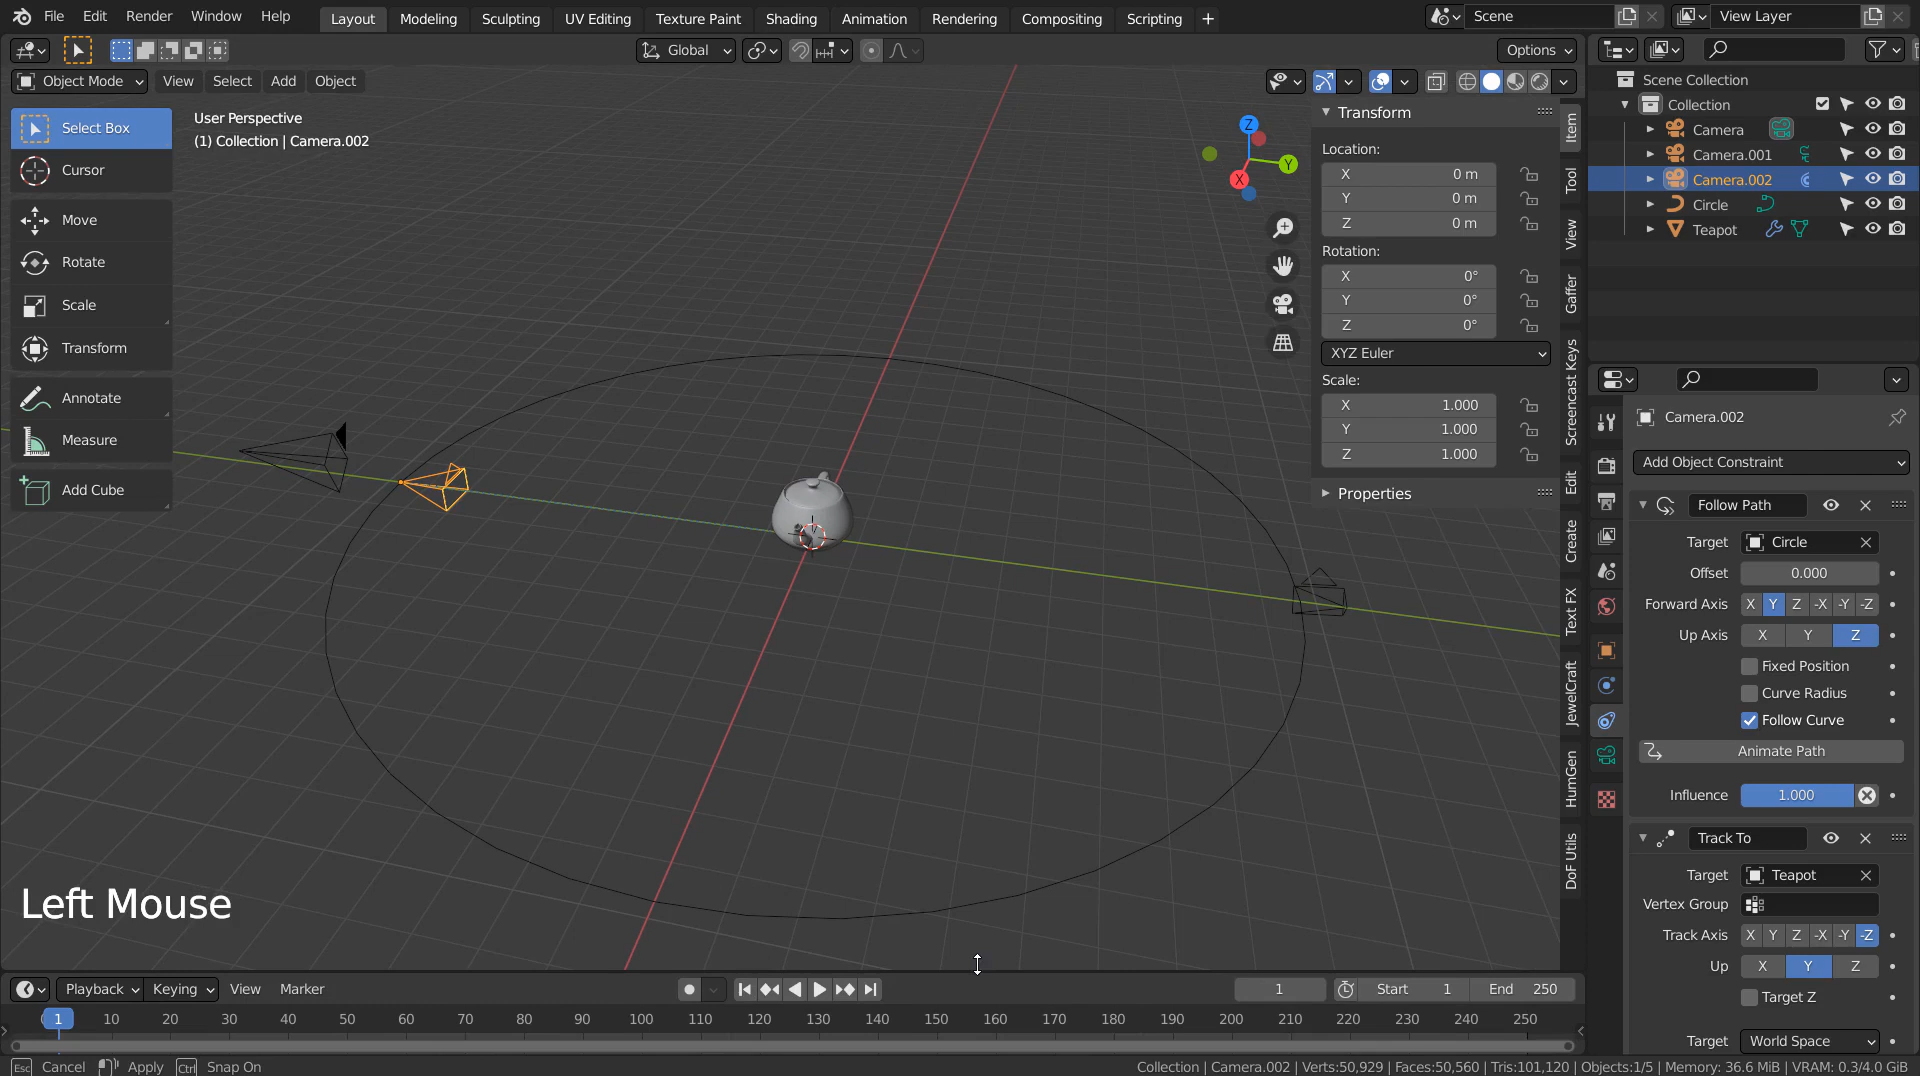 File Edit Render Window Help Layout Modeling Sculpting UV Editing Texture Paint Shading Animation Rendering Compositing Scripting + Scene View Layer
Global Options
Object Mode View Select Add Object
User Perspective
(1) Collection | Camera.002
Select Box
Cursor
Move
Rotate
Scale
Transform
Annotate
Measure
Add Cube
Z
Y
X
Transform
Location:
X 0 m
Y 0 m
Z 0 m
Rotation:
X 0°
Y 0°
Z 0°
XYZ Euler
Scale:
X 1.000
Y 1.000
Z 1.000
Properties
Item
Tool
View
Gaffer
Screencast Keys
Edit
Create
Text FX
JewelCraft
HumGen
DoF Utils
Scene Collection
Collection
Camera
Camera.001
Camera.002
Circle
Teapot
Camera.002
Add Object Constraint
Follow Path
Target Circle
Offset 0.000
Forward Axis X Y Z -X -Y -Z
Up Axis X Y Z
Fixed Position
Curve Radius
Follow Curve
Animate Path
Influence 1.000
Track To
Target Teapot
Vertex Group
Track Axis X Y Z -X -Y -Z
Up X Y Z
Target Z
Target World Space
Left Mouse
Playback Keying View Marker 1 Start 1 End 250
1 10 20 30 40 50 60 70 80 90 100 110 120 130 140 150 160 170 180 190 200 210 220 230 240 250
Esc Cancel Apply Ctrl Snap On Collection | Camera.002 | Verts:50,929 | Faces:50,560 | Tris:101,120 | Objects:1/5 | Memory: 36.6 MiB | VRAM: 0.3/4.0 GiB